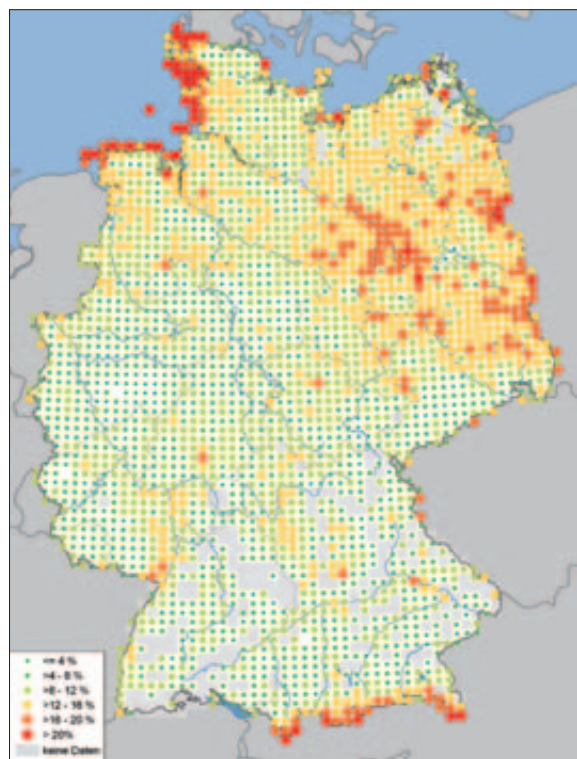 <= 4 %
>4 - 8 %
>8 - 12 %
>12 - 16 %
>16 - 20 %
> 20%
keine Daten